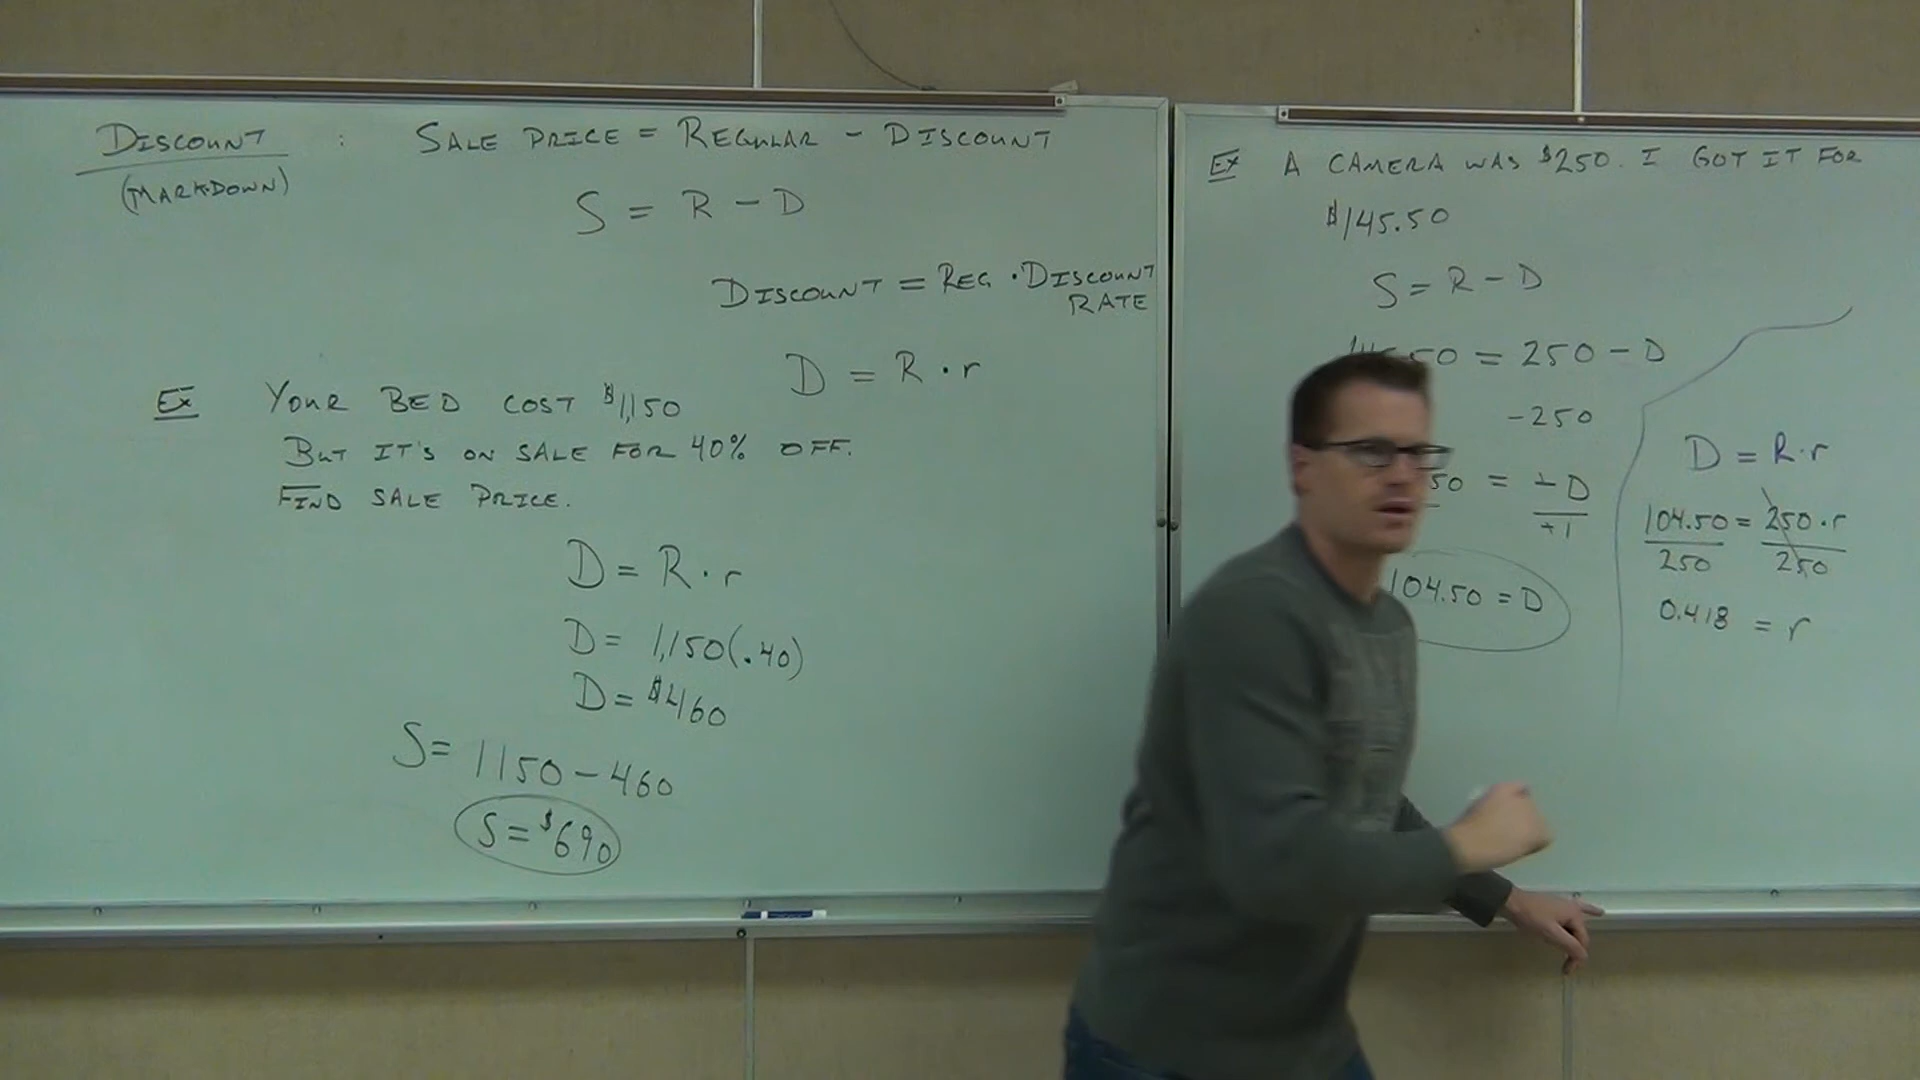 DISCOUNT : SALE PRICE = REGULAR - DISCOUNT
(MARKDOWN)
S = R - D
DISCOUNT = REG · DISCOUNT
RATE
D = R · r
EX YOUR BED COST $1,150
BUT IT'S ON SALE FOR 40% OFF.
FIND SALE PRICE.
D = R · r
D = 1,150(.40)
D = $460
S = 1150 - 460
S = $690
EX A CAMERA WAS $250. I GOT IT FOR
$145.50
S = R - D
50 = 250 - D
-250
50 = -D
104.50 = D
D = R · r
104.50 = 250 · r
250 250
0.418 = r